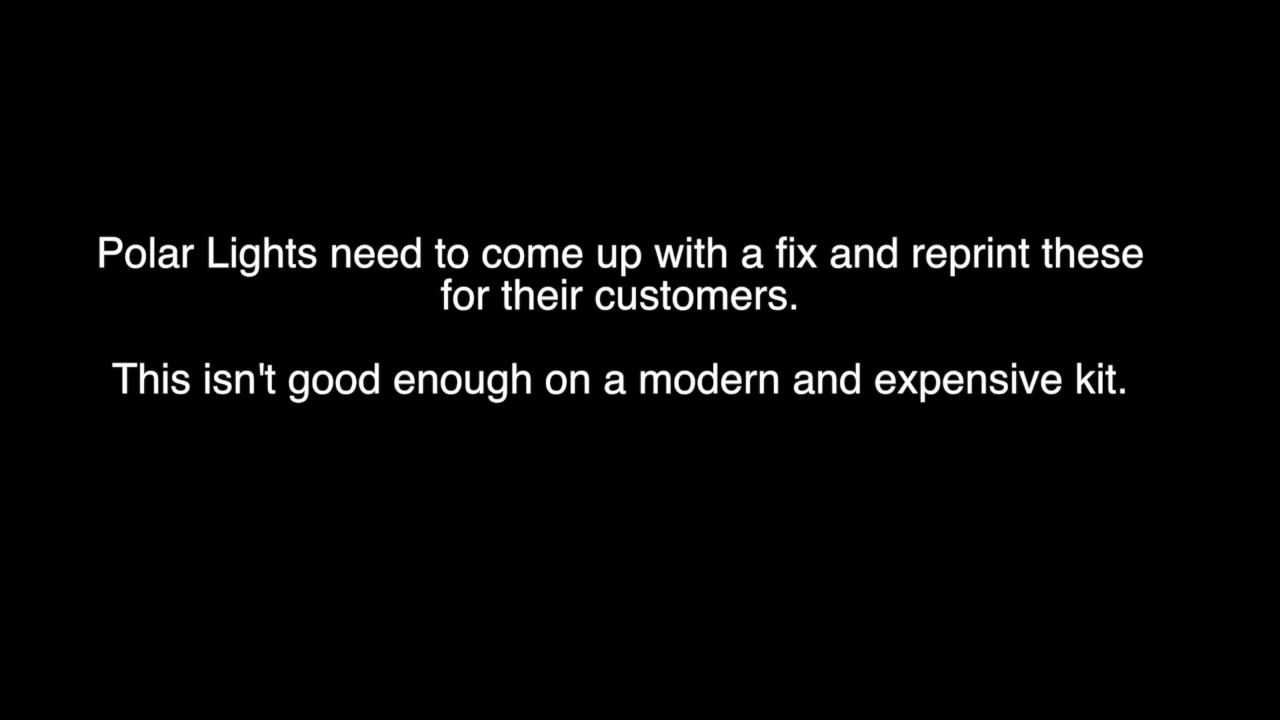 Polar Lights need to come up with a fix and reprint these
for their customers.
This isn't good enough on a modern and expensive kit.